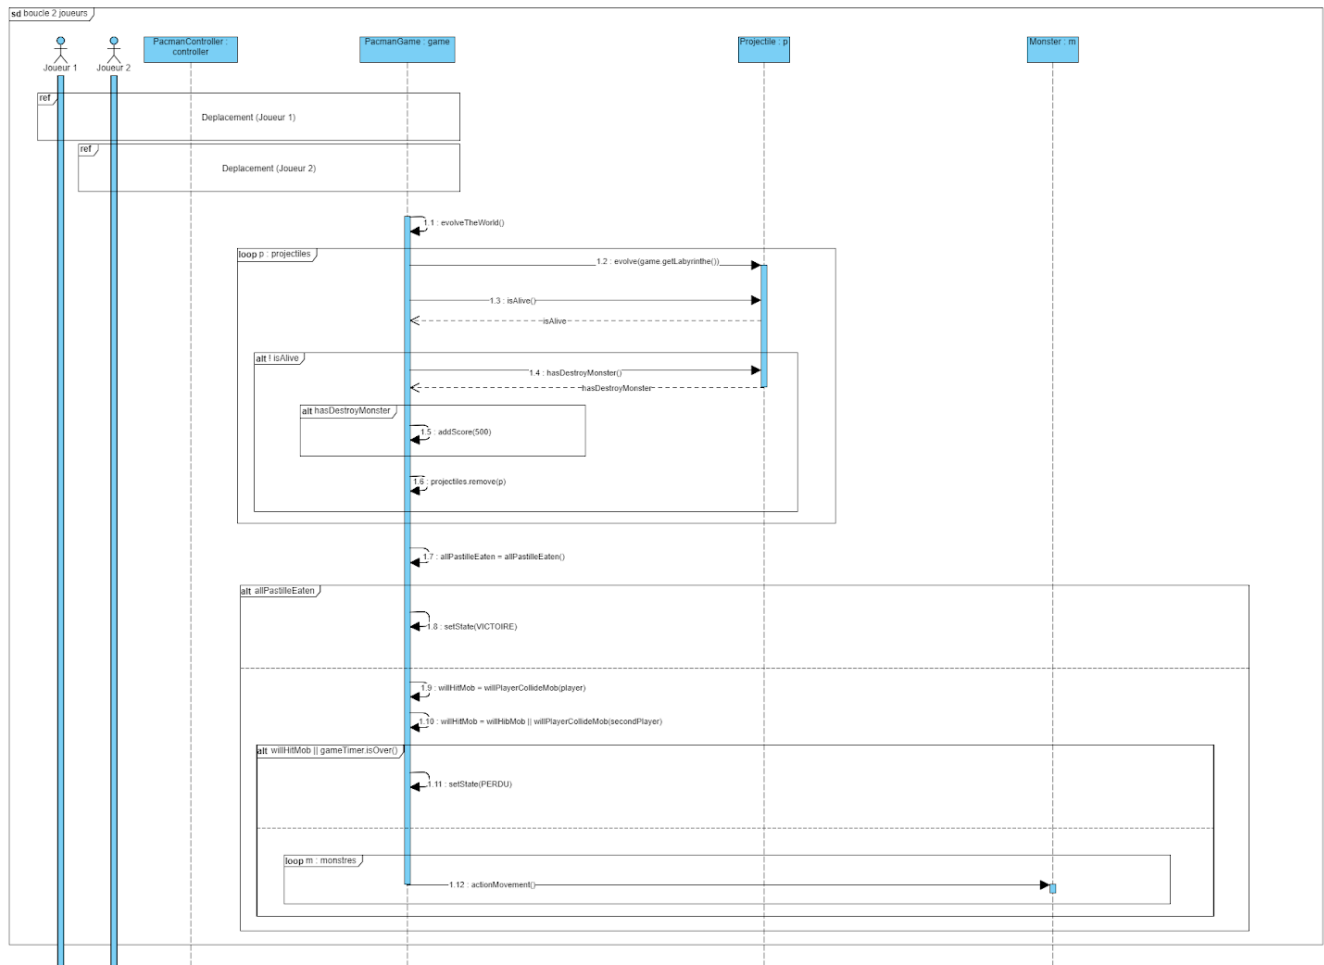 sd boucle 2 joueurs
Joueur 1
Joueur 2
PacmanController :
controller
PacmanGame : game
Projectile : p
Monster : m
ref
Deplacement (Joueur 1)
ref
Deplacement (Joueur 2)
1.1 : evolveTheWorld()
loop p : projectiles
1.2 : evolve(game.getLabyrinthe())
1.3 : isAlive()
isAlive
alt ! isAlive
1.4 : hasDestroyMonster()
hasDestroyMonster
alt hasDestroyMonster
1.5 : addScore(500)
1.6 : projectiles.remove(p)
1.7 : allPastilleEaten = allPastilleEaten()
alt allPastilleEaten
1.8 : setState(VICTOIRE)
1.9 : willHitMob = willPlayerCollideMob(player)
1.10 : willHitMob = willHibMob || willPlayerCollideMob(secondPlayer)
alt willHitMob || gameTimer.isOver()
1.11 : setState(PERDU)
loop m : monstres
1.12 : actionMovement()